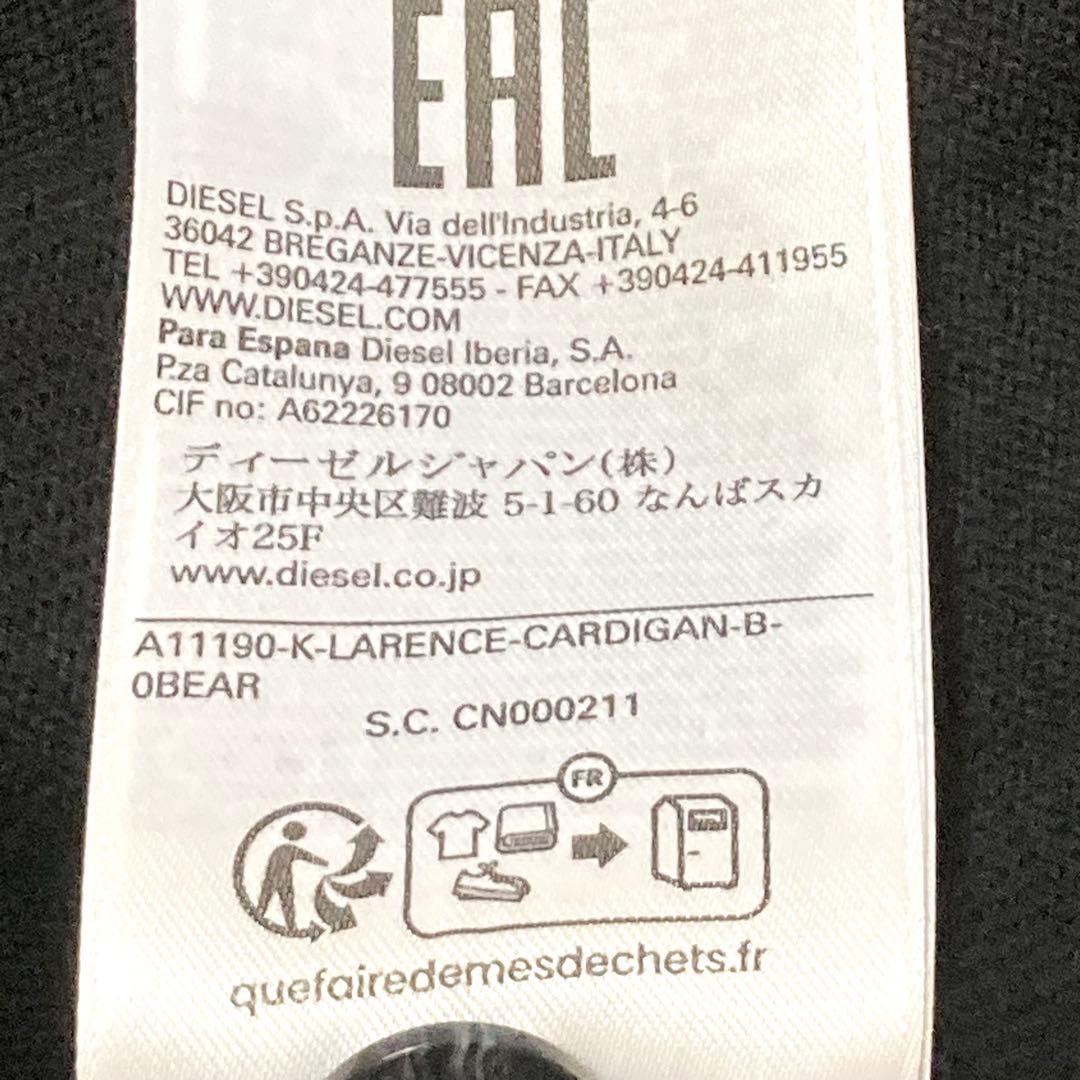 EAC
DIESEL S.p.A. Via dell'Industria, 4-6
36042 BREGANZE-VICENZA-ITALY
TEL +390424-477555 - FAX +390424-411955
WWW.DIESEL.COM
Para Espana Diesel Iberia, S.A.
P.za Catalunya, 9 08002 Barcelona
CIF no: A62226170
ディーゼルジャパン(株)
大阪市中央区難波 5-1-60 なんばスカ
イオ25F
www.diesel.co.jp
A11190-K-LARENCE-CARDIGAN-B-
0BEAR
S.C. CN000211
FR
quefairedemesdechets.fr